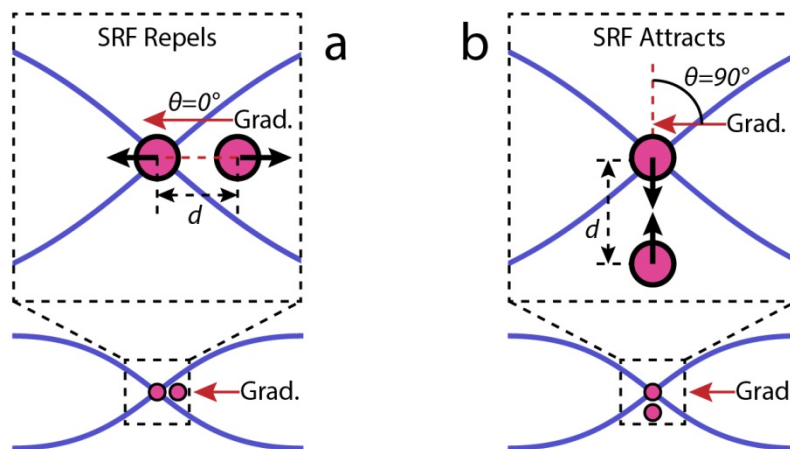 SRF Repels
a
θ=0°
Grad.
d
Grad.
b
SRF Attracts
θ=90°
Grad.
d
Grad